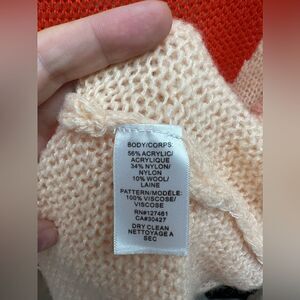 BODY/CORPS:
56% ACRYLIC/
ACRYLIQUE
34% NYLON/
NYLON
10% WOOL/
LAINE
PATTERN/MODÈLE:
100% VISCOSE/
VISCOSE
RN#127461
CA#30427
DRY CLEAN
NETTOYAGE A
SEC